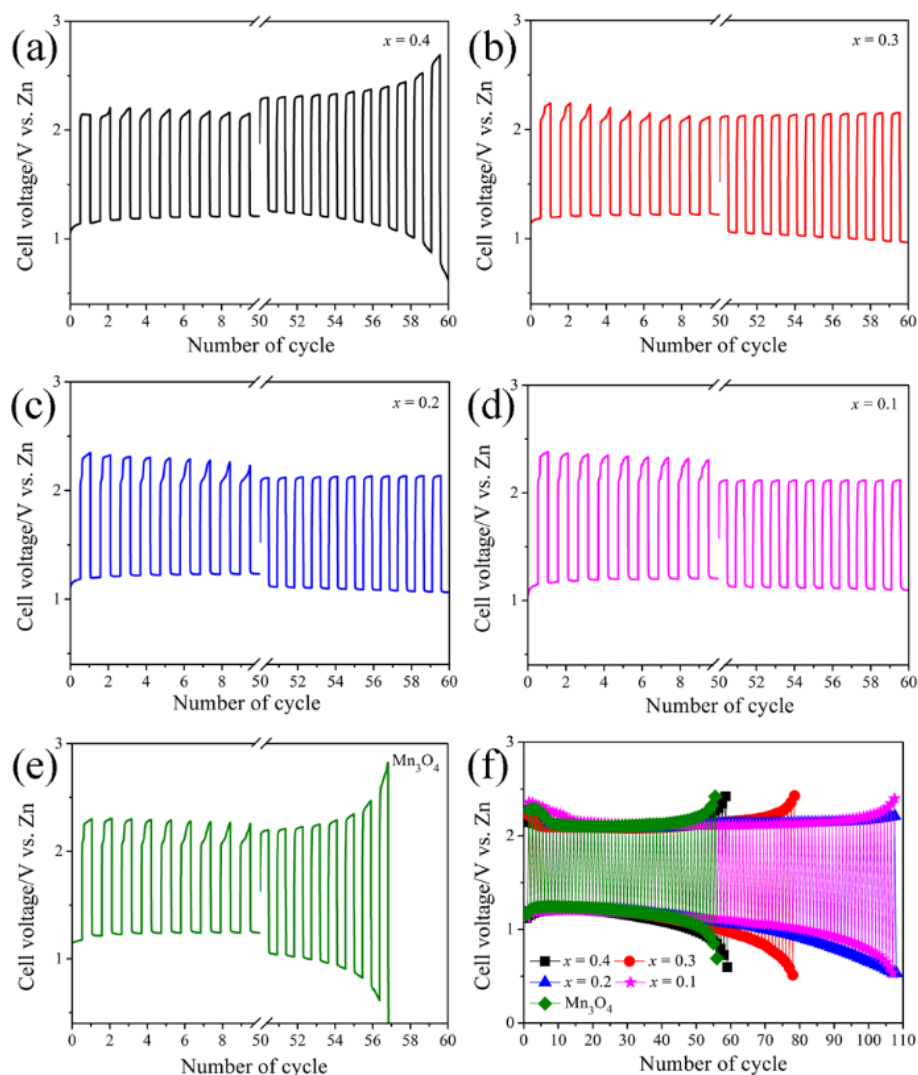 (a)
x = 0.4
Cell voltage/V vs. Zn
3
2
1
0 2 4 6 8 50 52 54 56 58 60
Number of cycle
(b)
x = 0.3
Cell voltage/V vs. Zn
3
2
1
0
0 2 4 6 8 50 52 54 56 58 60
Number of cycle
(c)
x = 0.2
Cell voltage/V vs. Zn
3
2
1
0 2 4 6 8 50 52 54 56 58 60
Number of cycle
(d)
x = 0.1
Cell voltage/V vs. Zn
3
2
1
0 2 4 6 8 50 52 54 56 58 60
Number of cycle
(e)
Mn₃O₄
Cell voltage/V vs. Zn
3
2
1
0 2 4 6 8 50 52 54 56 58 60
Number of cycle
(f)
Cell voltage/V vs. Zn
3
2
1
0
x = 0.4 x = 0.3
x = 0.2 x = 0.1
Mn₃O₄
0 10 20 30 40 50 60 70 80 90 100 110
Number of cycle